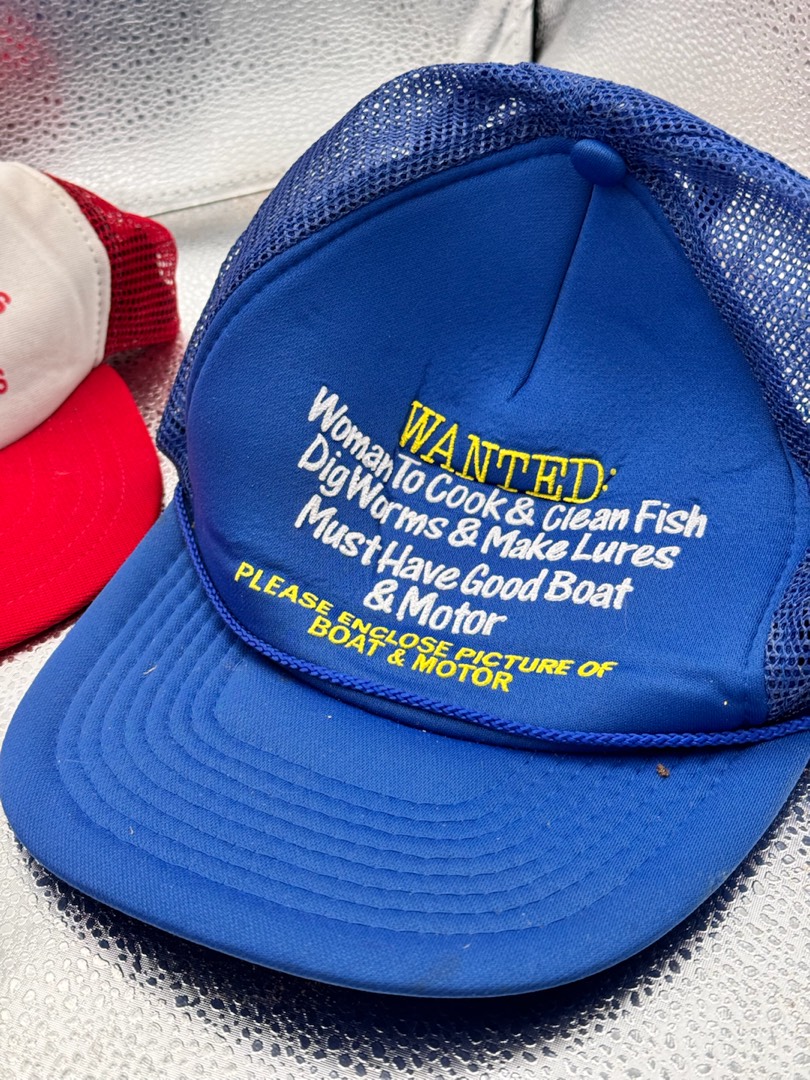 WANTED:
Woman To Cook & Clean Fish
Dig Worms & Make Lures
Must Have Good Boat
& Motor
PLEASE ENCLOSE PICTURE OF
BOAT & MOTOR